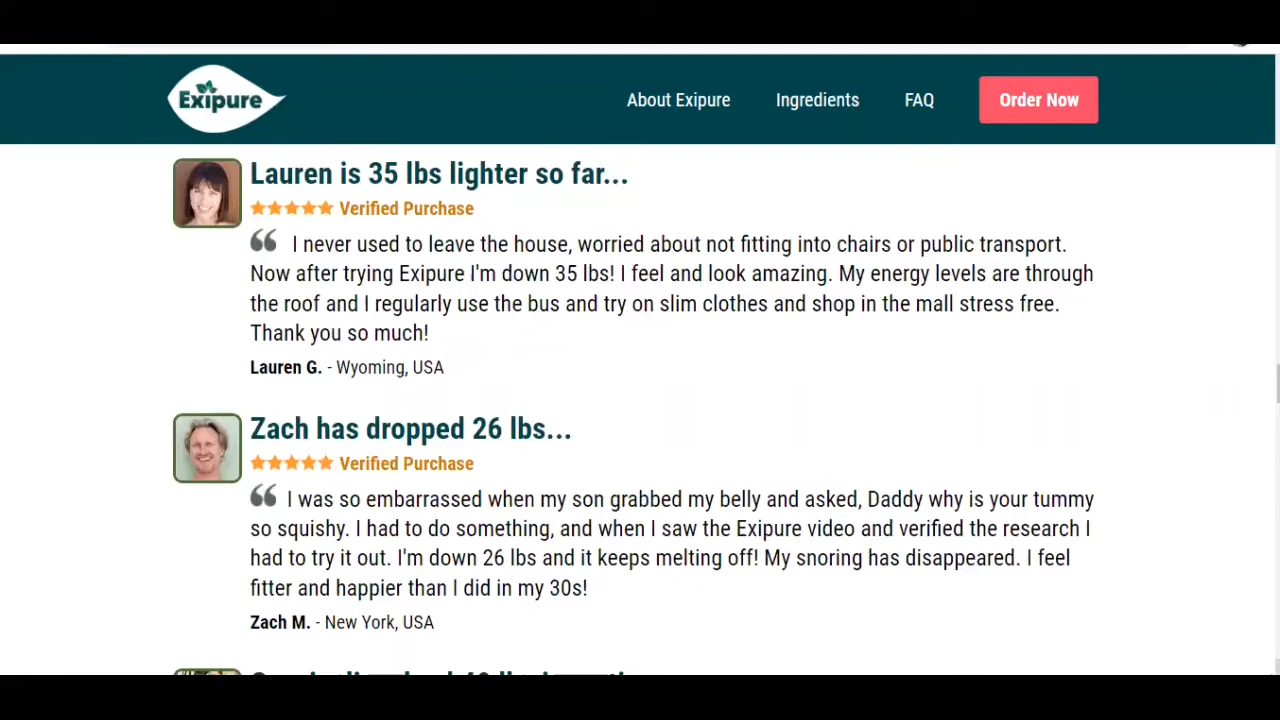 Exipure
About Exipure
Ingredients
FAQ
Order Now
Lauren is 35 lbs lighter so far...
Verified Purchase
“ I never used to leave the house, worried about not fitting into chairs or public transport.
Now after trying Exipure I'm down 35 lbs! I feel and look amazing. My energy levels are through
the roof and I regularly use the bus and try on slim clothes and shop in the mall stress free.
Thank you so much!
Lauren G. - Wyoming, USA
Zach has dropped 26 lbs...
Verified Purchase
“ I was so embarrassed when my son grabbed my belly and asked, Daddy why is your tummy
so squishy. I had to do something, and when I saw the Exipure video and verified the research I
had to try it out. I'm down 26 lbs and it keeps melting off! My snoring has disappeared. I feel
fitter and happier than I did in my 30s!
Zach M. - New York, USA